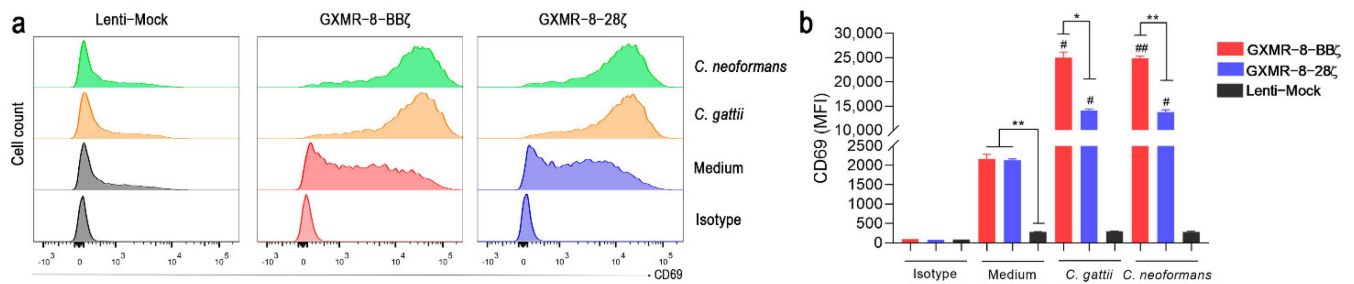 a
Lenti-Mock
GXMR-8-BBζ
GXMR-8-28ζ
C. neoformans
C. gattii
Medium
Isotype
Cell count
-10³ 0 10³ 10⁴ 10⁵
-10³ 0 10³ 10⁴ 10⁵
-10³ 0 10³ 10⁴ 10⁵
CD69
b
CD69 (MFI)
30,000
25,000
20,000
15,000
10,000
2500
2000
1500
1000
500
0
**
*
**
#
#
##
#
Isotype
Medium
C. gattii
C. neoformans
GXMR-8-BBζ
GXMR-8-28ζ
Lenti-Mock